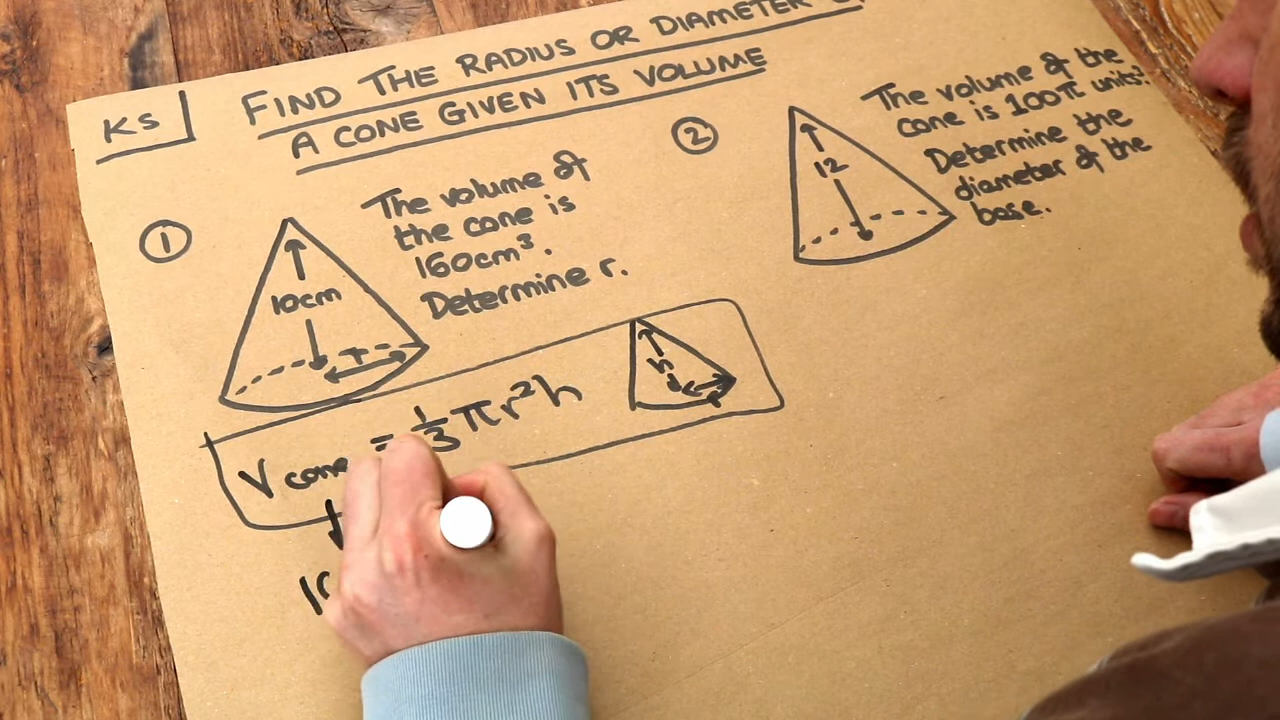 KS
FIND THE RADIUS OR DIAMETER
A CONE GIVEN ITS VOLUME
①
The volume of
the cone is
160cm³.
Determine r.
10cm
r
②
The volume of the
cone is 100π units³.
Determine the
diameter of the
base.
12
V cone = 1/3 πr²h
h
r